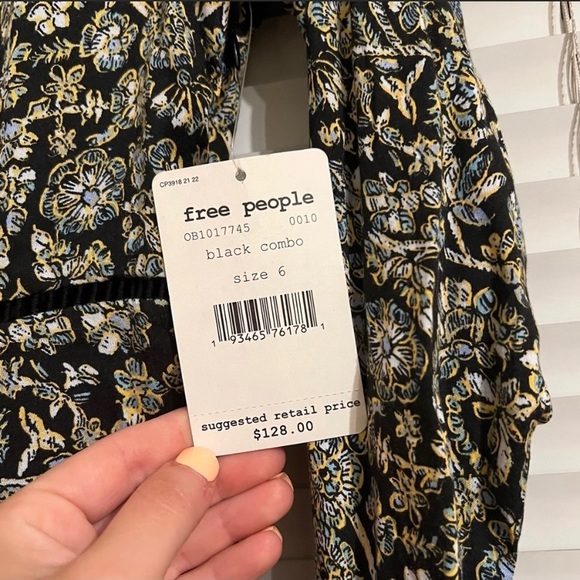 CP3918 21 22
free people
OB1017745 0010
black combo
size 6
1 93465 76178 1
suggested retail price
$128.00